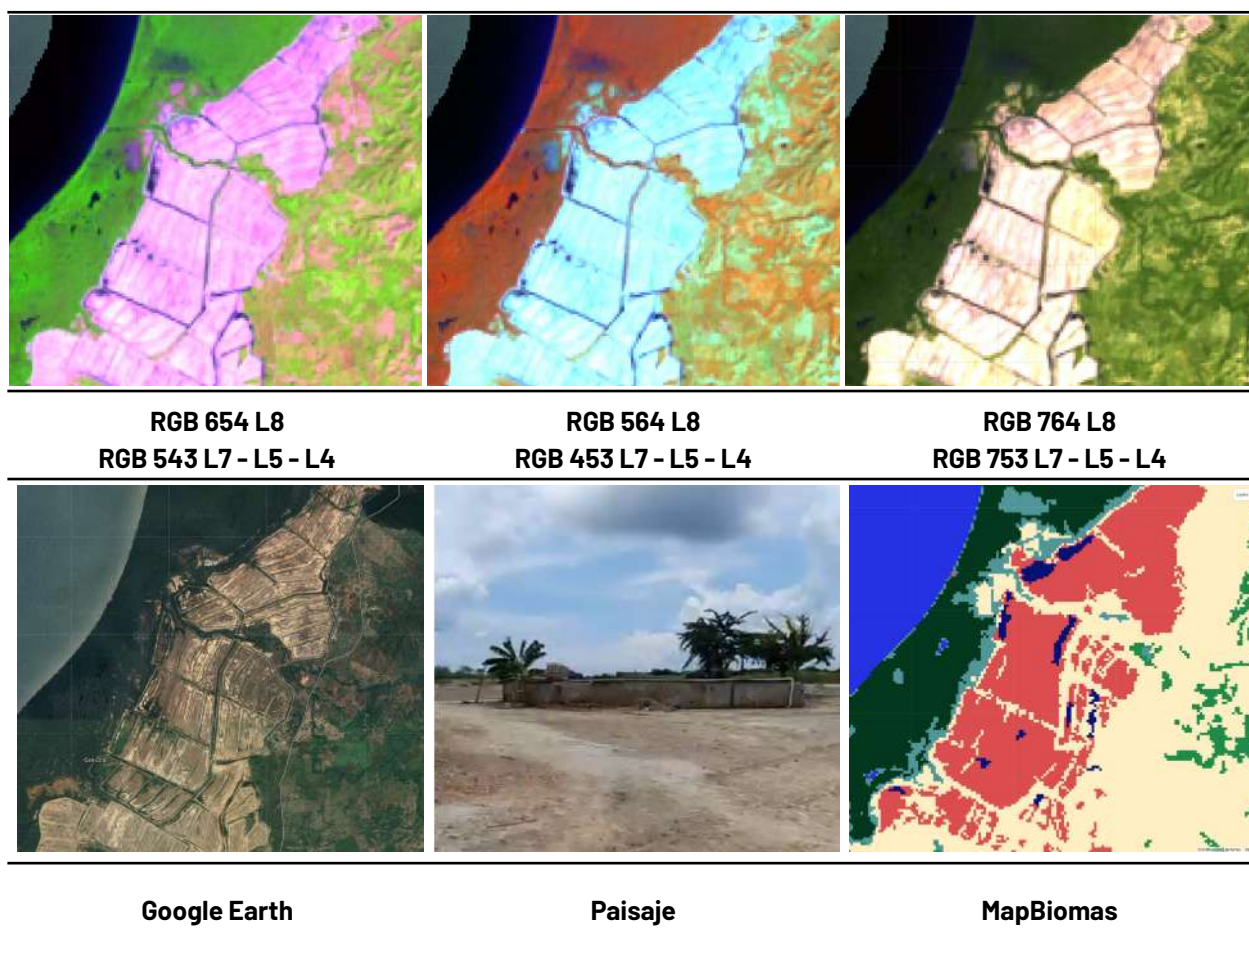 RGB 654 L8
RGB 564 L8
RGB 764 L8
RGB 543 L7 - L5 - L4
RGB 453 L7 - L5 - L4
RGB 753 L7 - L5 - L4
Google Earth
Paisaje
MapBiomas